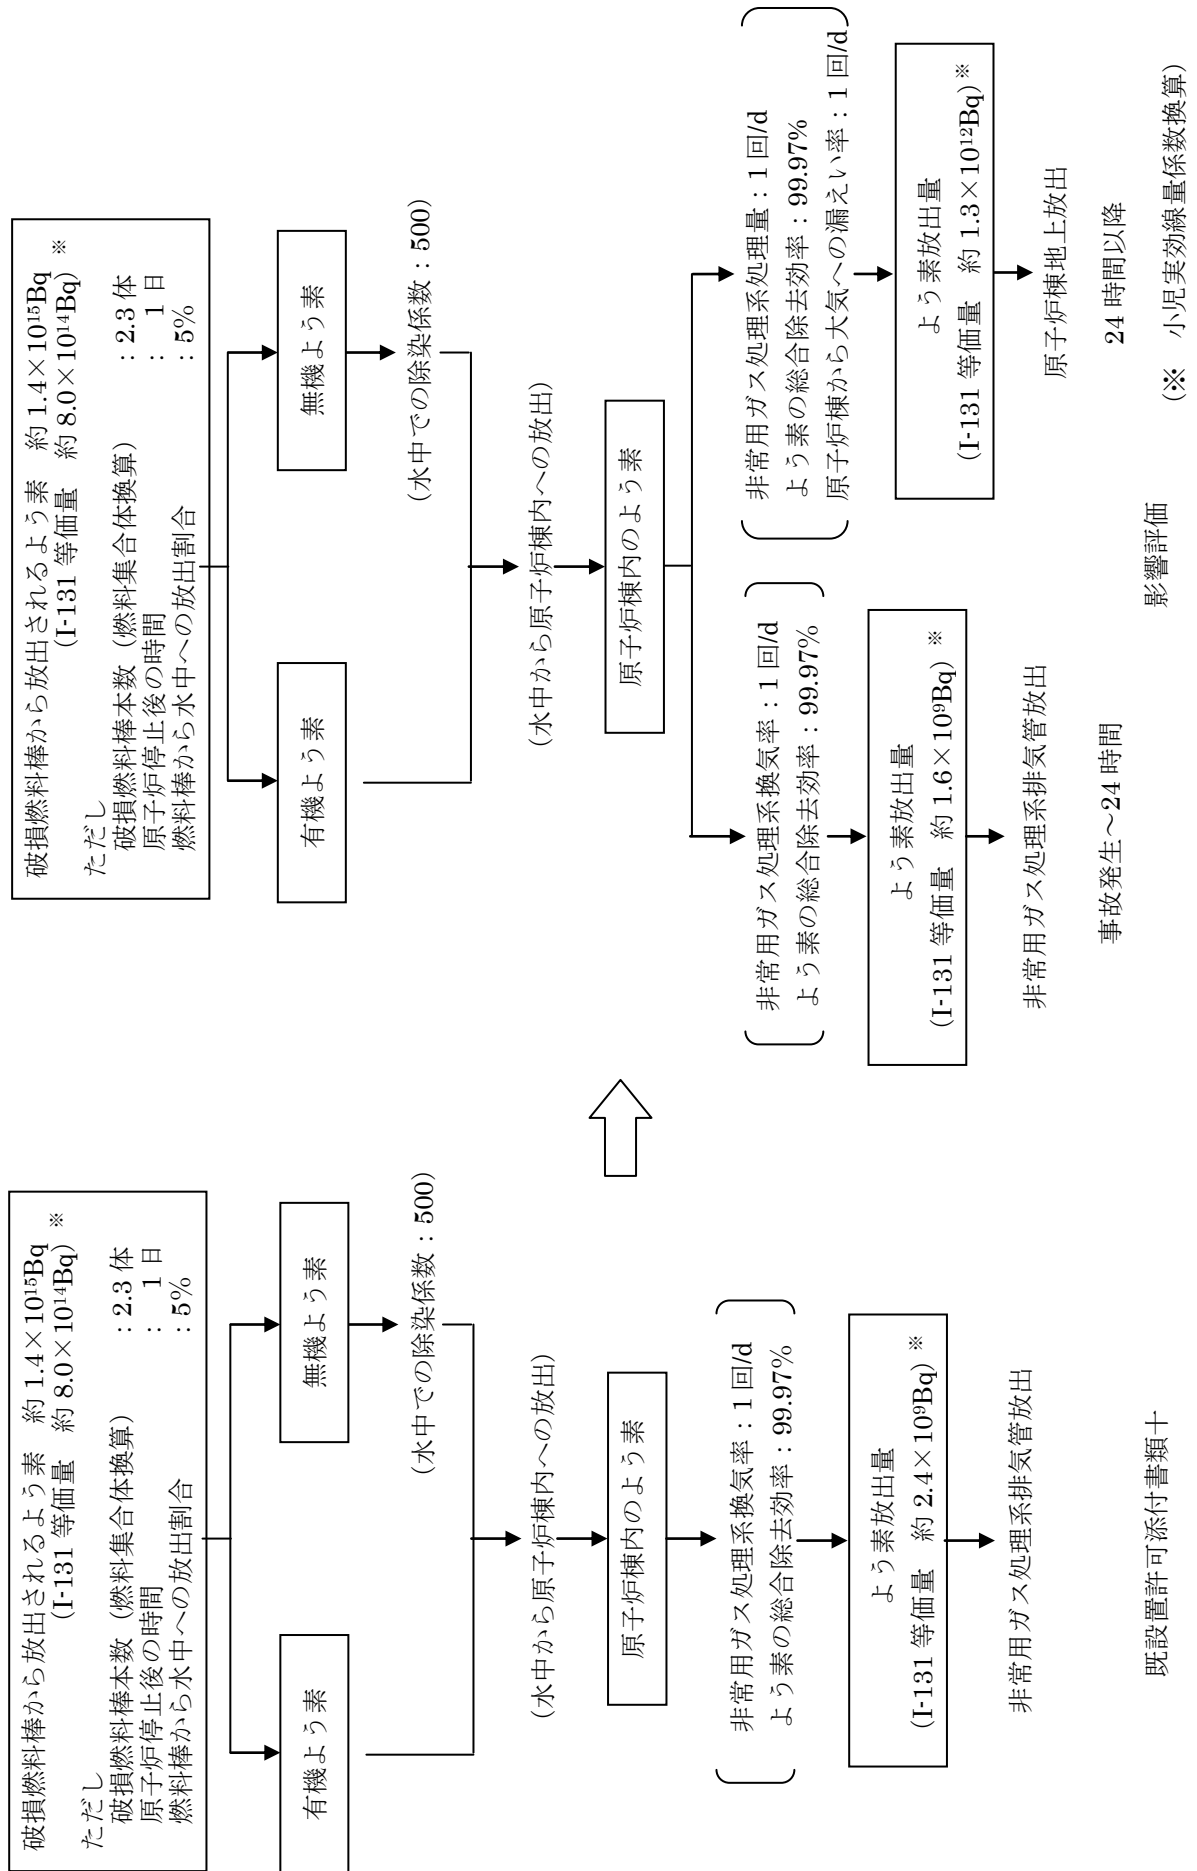 破損燃料棒から放出されるよう素　約 1.4×10¹⁵Bq
(I-131 等価量　約 8.0×10¹⁴Bq) ※
ただし
破損燃料棒本数 (燃料集合体換算)　: 2.3 体
原子炉停止後の時間　: 1 日
燃料棒から水中への放出割合　: 5%
有機よう素
無機よう素
(水中での除染係数 : 500)
(水中から原子炉棟内への放出)
原子炉棟内のよう素
非常用ガス処理系換気率 : 1 回/d
よう素の総合除去効率 : 99.97%
よう素放出量
(I-131 等価量　約 2.4×10⁹Bq) ※
非常用ガス処理系排気管放出
既設置許可添付書類十
破損燃料棒から放出されるよう素　約 1.4×10¹⁵Bq
(I-131 等価量　約 8.0×10¹⁴Bq) ※
ただし
破損燃料棒本数 (燃料集合体換算)　: 2.3 体
原子炉停止後の時間　: 1 日
燃料棒から水中への放出割合　: 5%
有機よう素
無機よう素
(水中での除染係数 : 500)
(水中から原子炉棟内への放出)
原子炉棟内のよう素
非常用ガス処理系換気率 : 1 回/d
よう素の総合除去効率 : 99.97%
よう素放出量
(I-131 等価量　約 1.6×10⁹Bq) ※
非常用ガス処理系排気管放出
事故発生～24 時間
非常用ガス処理系処理量 : 1 回/d
よう素の総合除去効率 : 99.97%
原子炉棟から大気への漏えい率 : 1 回/d
よう素放出量
(I-131 等価量　約 1.3×10¹²Bq) ※
原子炉棟地上放出
24 時間以降
影響評価
(※　小児実効線量係数換算)